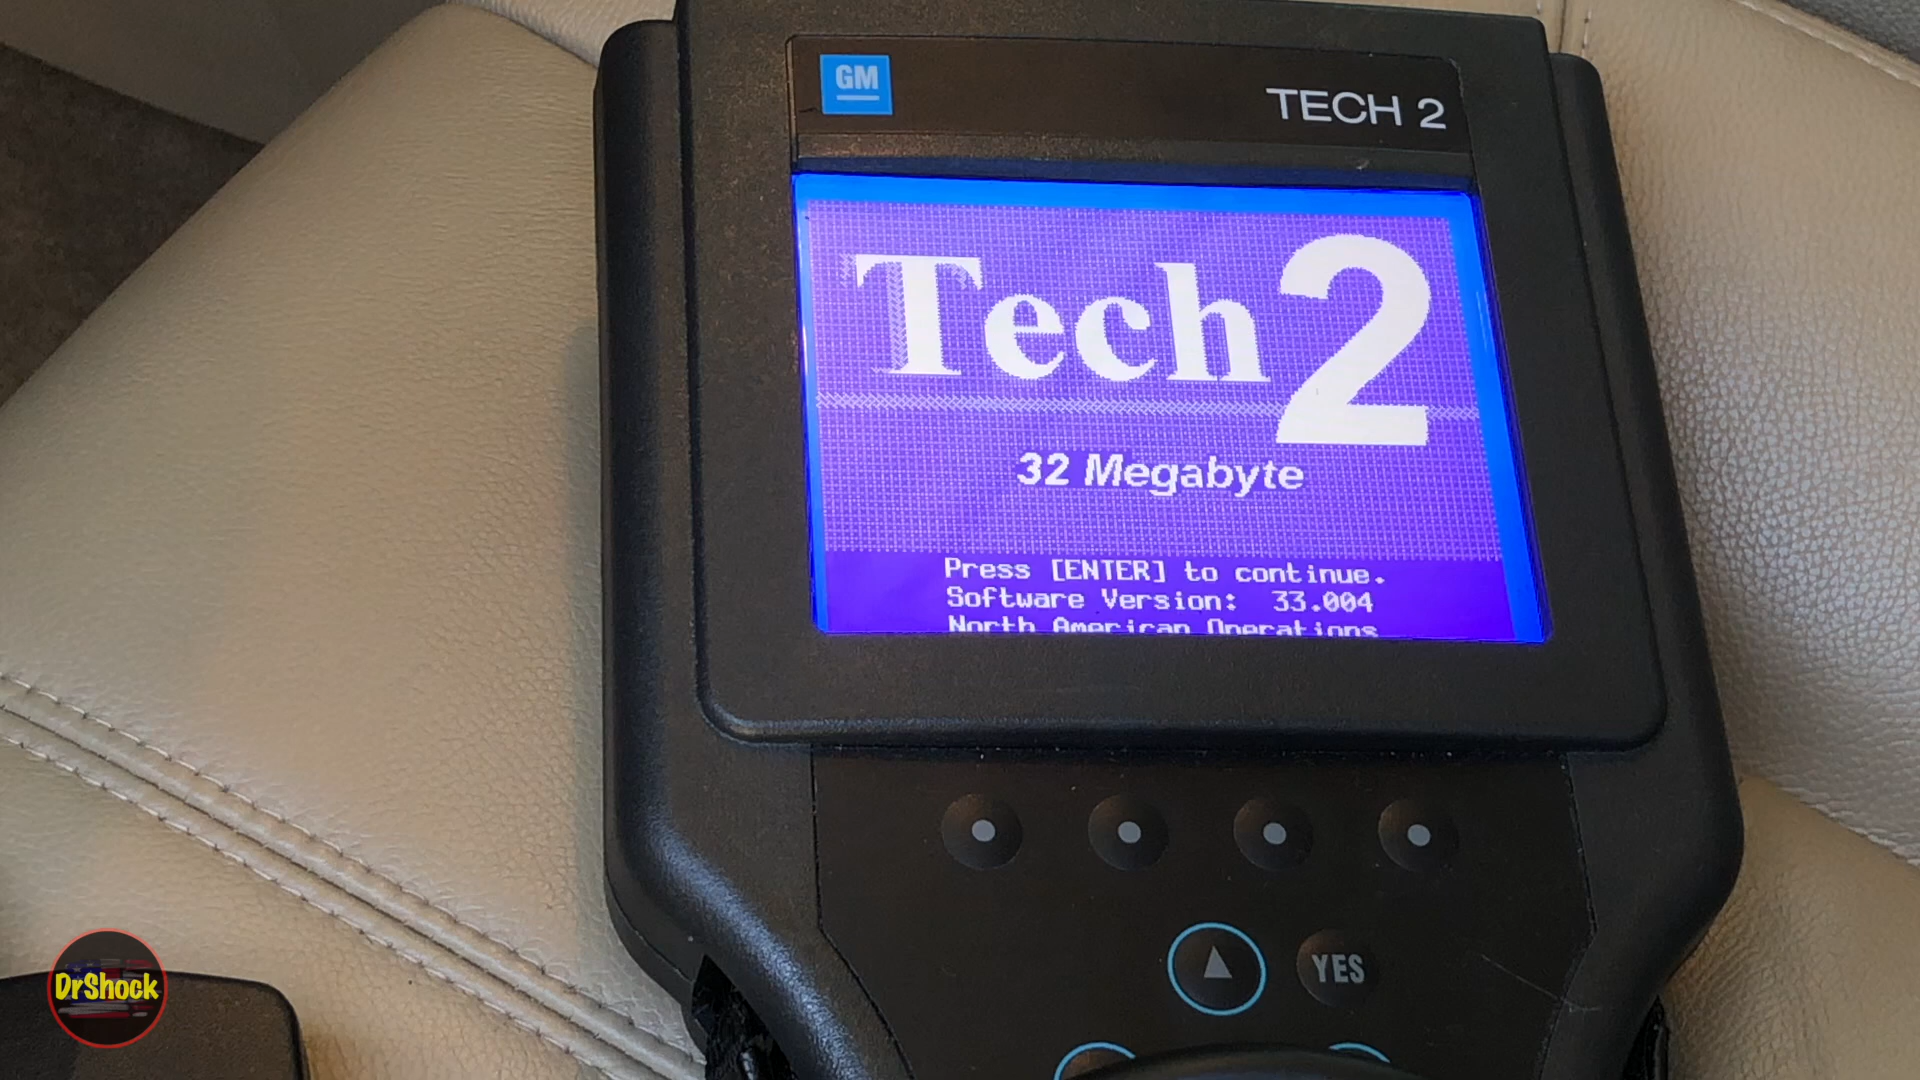 GM
TECH 2
Tech 2
32 Megabyte
Press [ENTER] to continue.
Software Version: 33.004
North American Operations
YES
DrShock